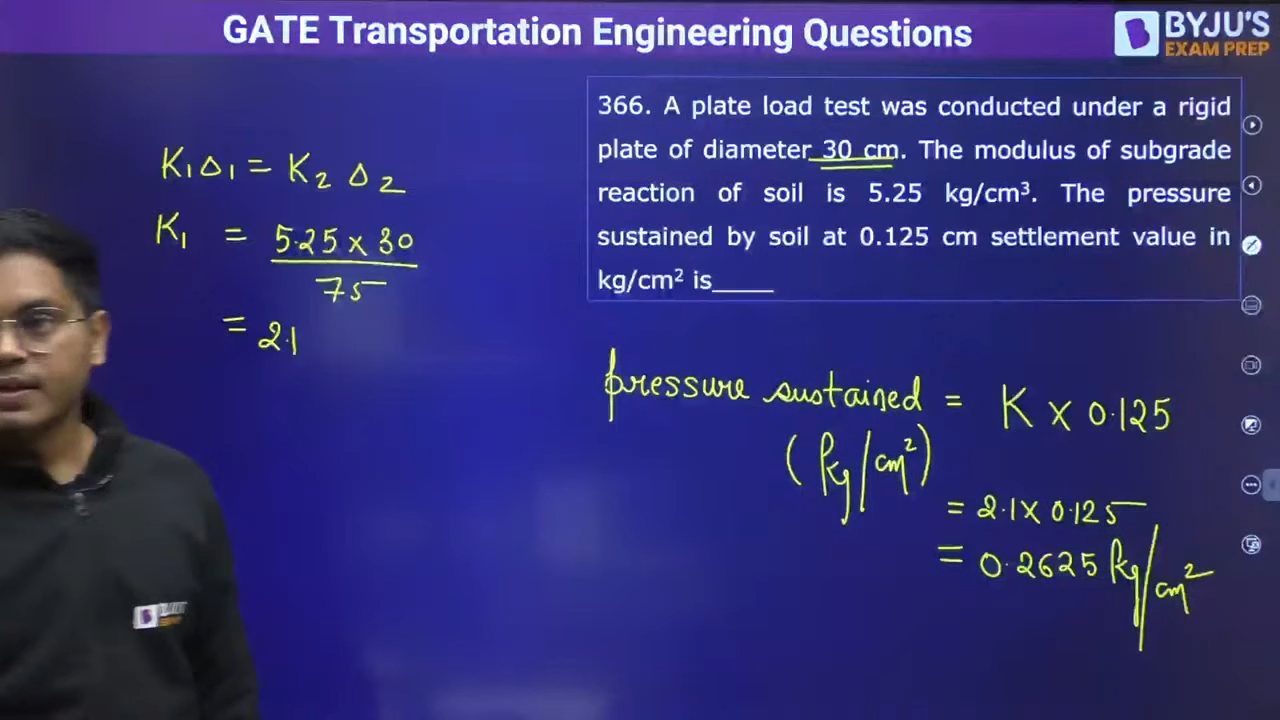 GATE Transportation Engineering Questions
BYJU'S
EXAM PREP
366. A plate load test was conducted under a rigid
plate of diameter 30 cm. The modulus of subgrade
reaction of soil is 5.25 kg/cm³. The pressure
sustained by soil at 0.125 cm settlement value in
kg/cm² is_____
K₁Δ₁ = K₂ Δ₂
K₁ = 5.25 x 30
75
= 2.1
pressure sustained = K x 0.125
(kg/cm²)
= 2.1 x 0.125
= 0.2625 kg/cm²